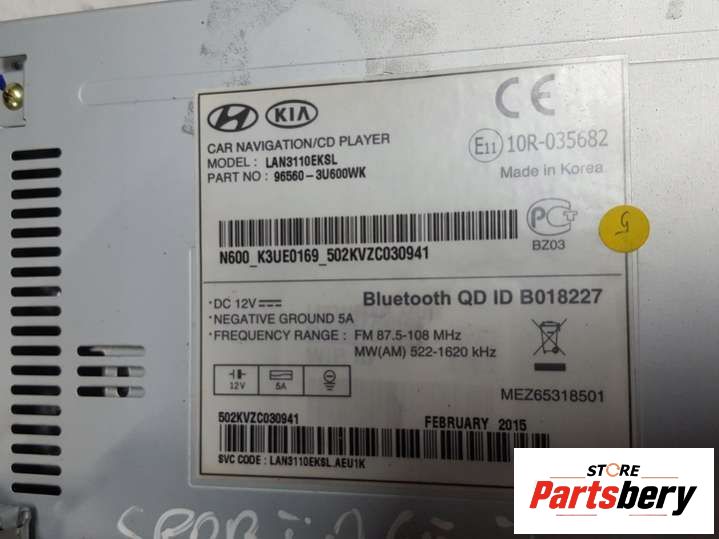 KIA
CE
CAR NAVIGATION/CD PLAYER
MODEL : LAN3110EKSL
PART NO : 96560-3U600WK
E11 10R-035682
Made in Korea
BZ03
5
N600_K3UE0169_502KVZC030941
•DC 12V
•NEGATIVE GROUND 5A
•FREQUENCY RANGE : FM 87.5-108 MHz
MW(AM) 522-1620 kHz
Bluetooth QD ID B018227
12V
5A
MEZ65318501
502KVZC030941
FEBRUARY 2015
SVC CODE : LAN3110EKSL.AEU1K
STORE
Partsbery